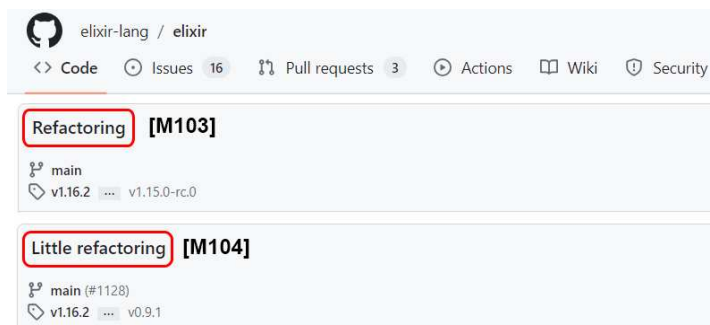 elixir-lang / elixir
<> Code Issues 16 Pull requests 3 Actions Wiki Security
Refactoring [M103]
main
v1.16.2 ... v1.15.0-rc.0
Little refactoring [M104]
main (#1128)
v1.16.2 ... v0.9.1